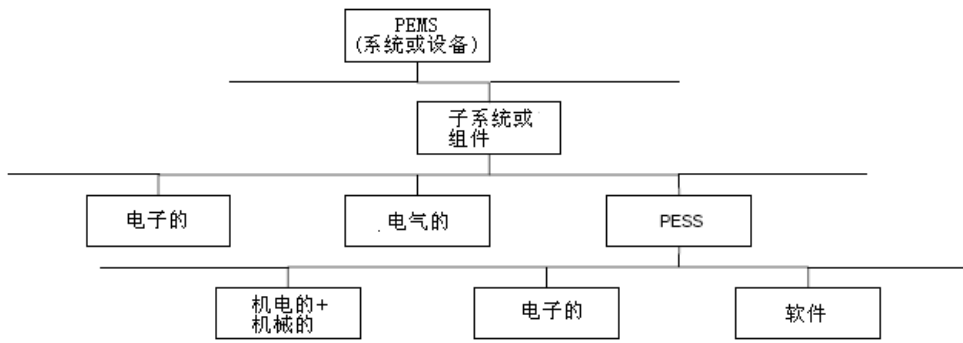 PEMS
(系统或设备)
子系统或
组件
电子的
电气的
PESS
机电的+
机械的
电子的
软件